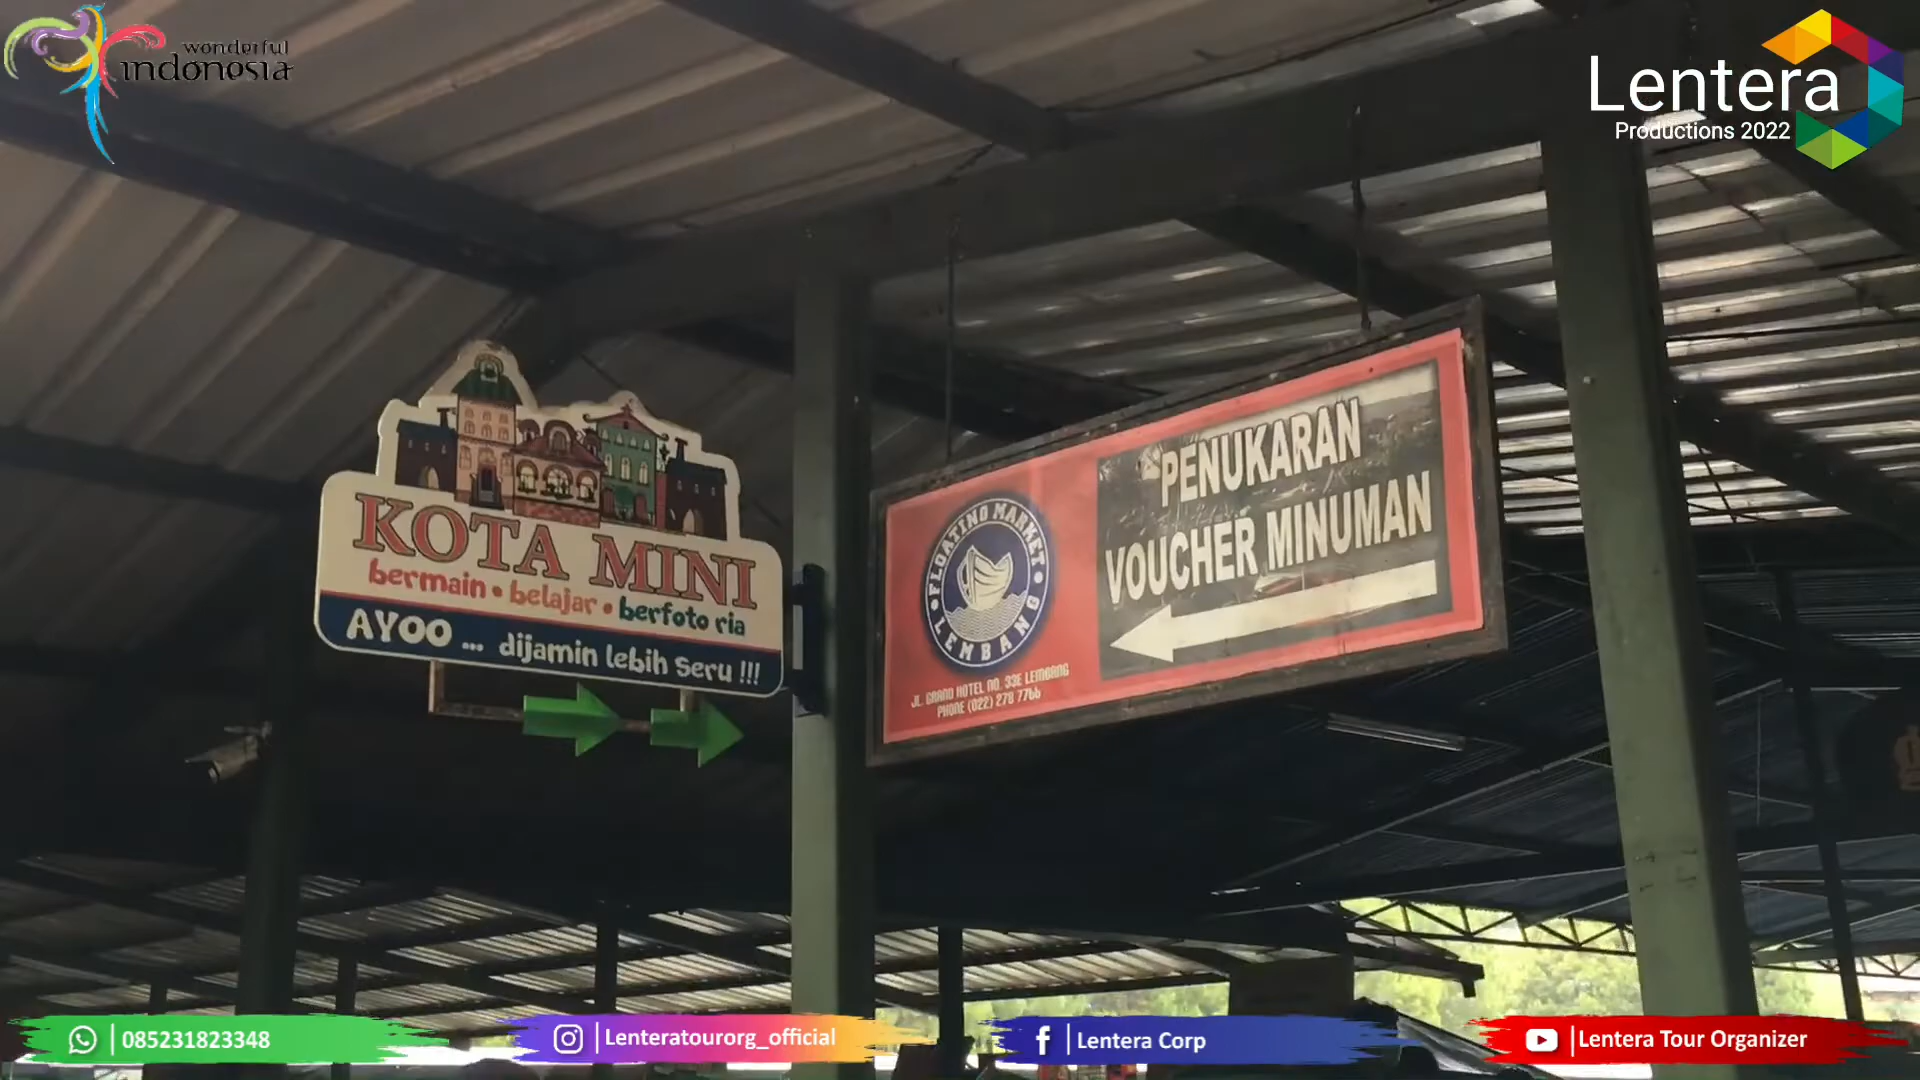 wonderful
indonesia
Lentera
Productions 2022
KOTA MINI
bermain • belajar • berfoto ria
AYOO ... dijamin lebih seru !!!
• FLOATING MARKET •
LEMBANG
JL. GRAND HOTEL NO. 33E LEMBANG
PHONE (022) 278 7766
PENUKARAN
VOUCHER MINUMAN
085231823348
Lenteratourorg_official
Lentera Corp
Lentera Tour Organizer